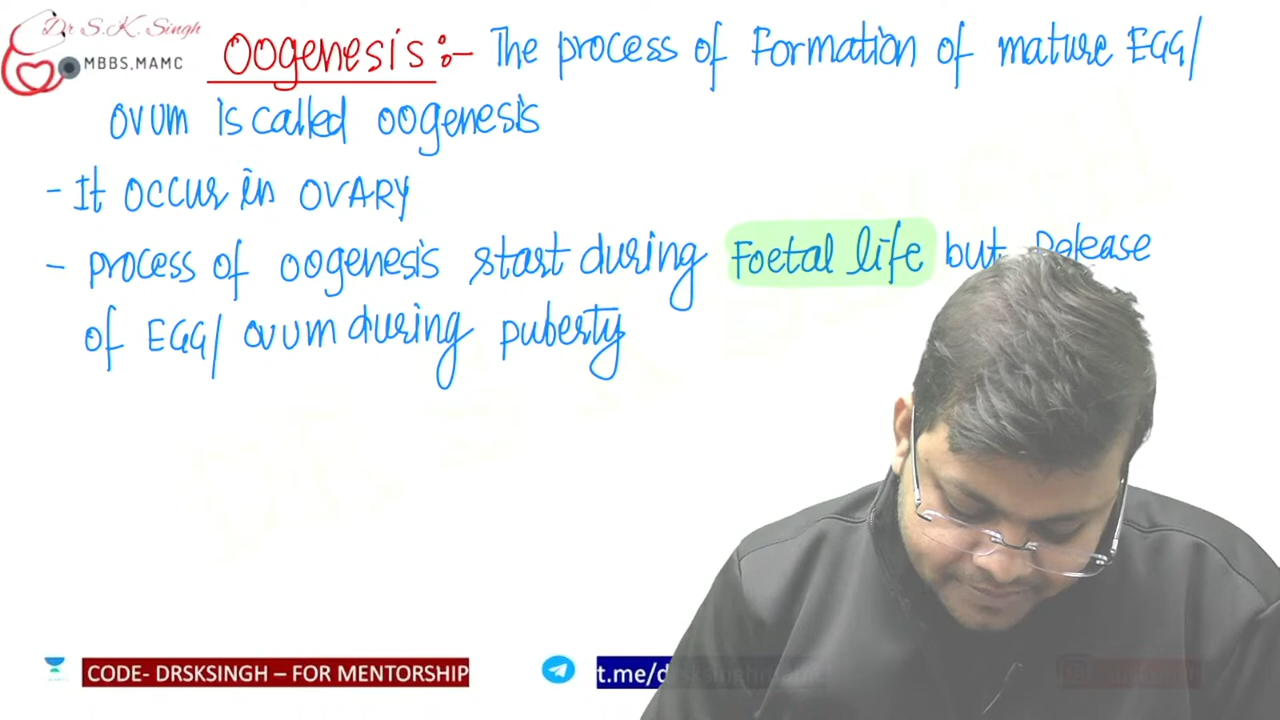 Dr S.K. Singh
MBBS,MAMC
Oogenesis :- The process of Formation of mature EGG/
OVUM is called oogenesis
- It OCCUR in OVARY
- process of oogenesis start during Foetal life but Release
of EGG/ OVUM during puberty
CODE- DRSKSINGH – FOR MENTORSHIP